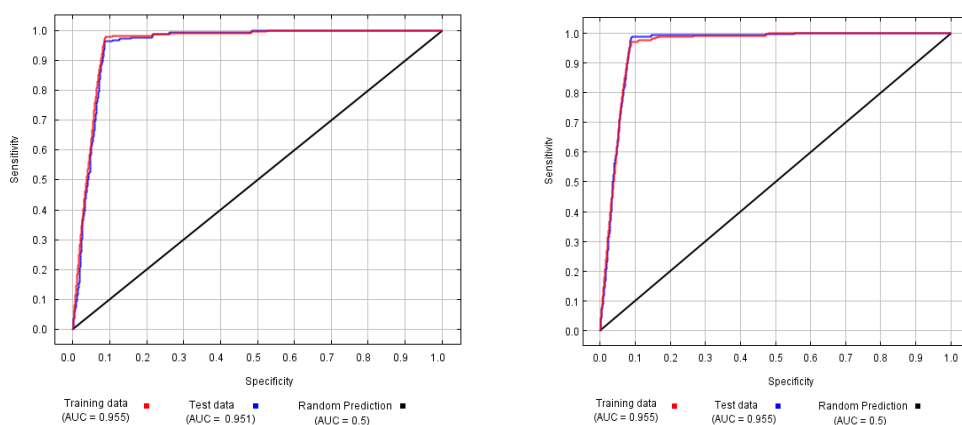 1.0
0.9
0.8
0.7
0.6
0.5
0.4
0.3
0.2
0.1
0.0
Sensitivity
0.0 0.1 0.2 0.3 0.4 0.5 0.6 0.7 0.8 0.9 1.0
Specificity
Training data
(AUC = 0.955)
Test data
(AUC = 0.951)
Random Prediction
(AUC = 0.5)
1.0
0.9
0.8
0.7
0.6
0.5
0.4
0.3
0.2
0.1
0.0
Sensitivity
0.0 0.1 0.2 0.3 0.4 0.5 0.6 0.7 0.8 0.9 1.0
Specificity
Training data
(AUC = 0.955)
Test data
(AUC = 0.955)
Random Prediction
(AUC = 0.5)